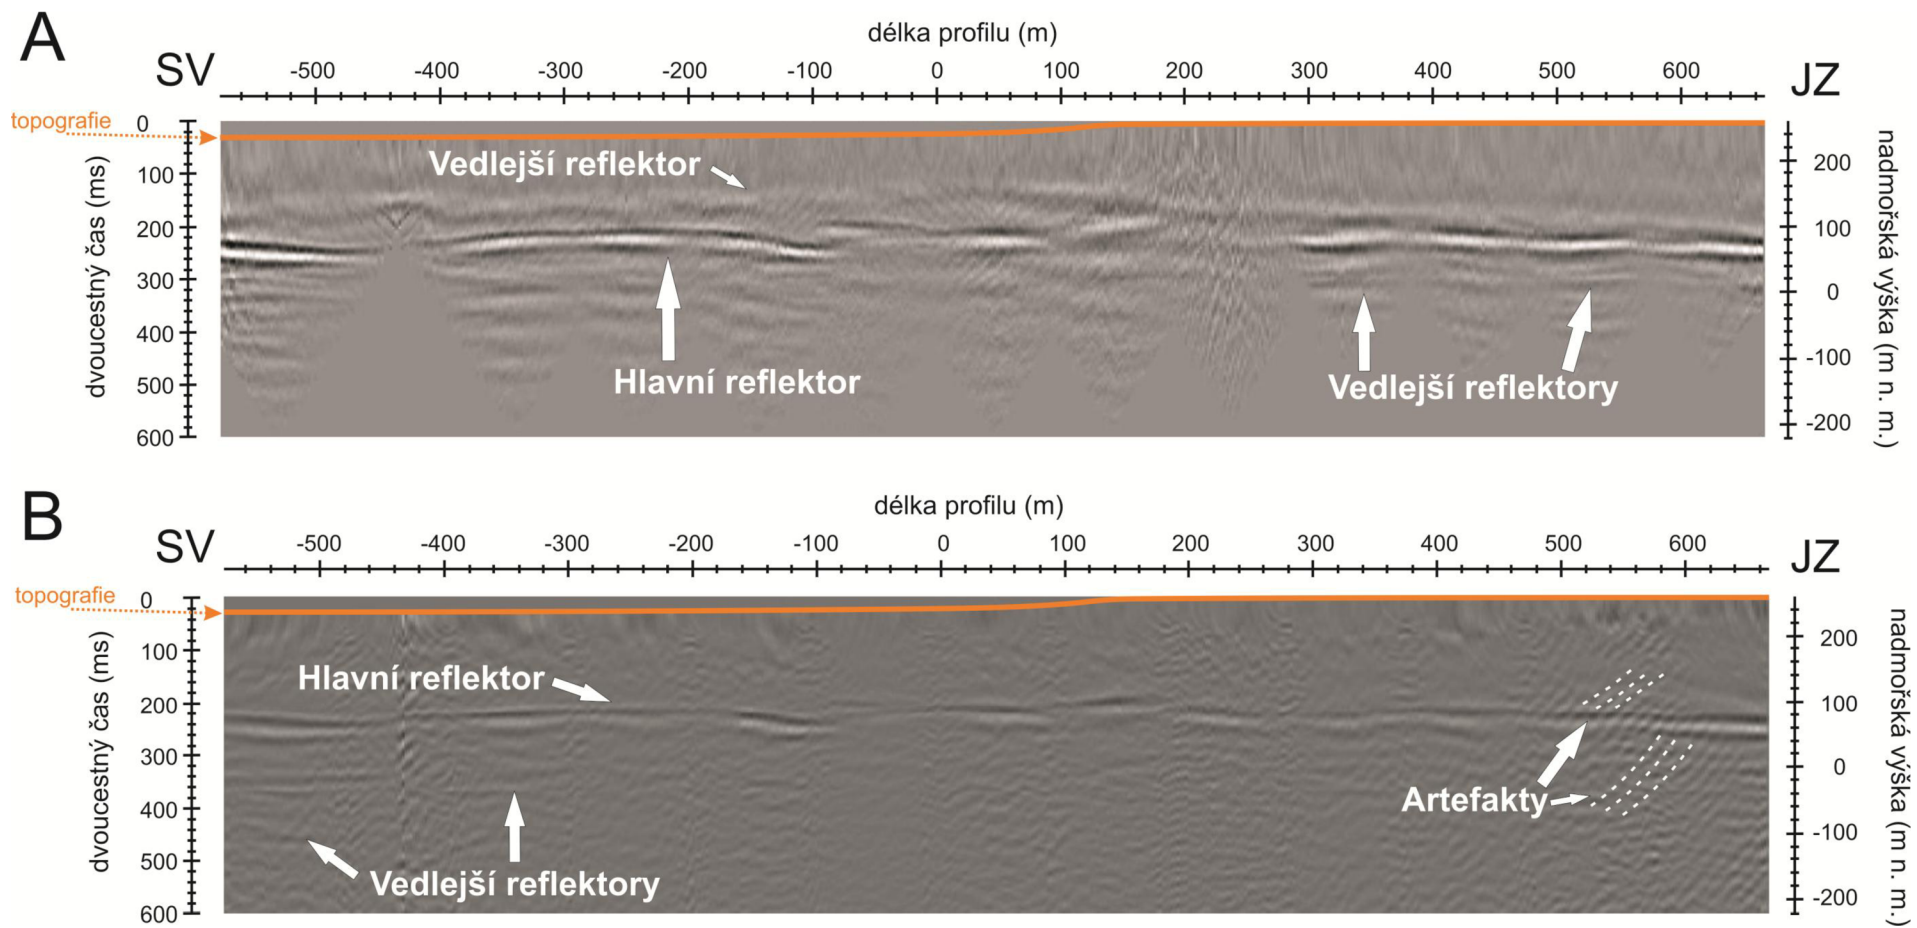 A
délka profilu (m)
SV
-500 -400 -300 -200 -100 0 100 200 300 400 500 600
JZ
topografie
0
100
200
300
400
500
600
dvoucestný čas (ms)
Vedlejší reflektor
Hlavní reflektor
Vedlejší reflektory
200
100
0
-100
-200
nadmořská výška (m n. m.)
B
délka profilu (m)
SV
-500 -400 -300 -200 -100 0 100 200 300 400 500 600
JZ
topografie
0
100
200
300
400
500
600
dvoucestný čas (ms)
Hlavní reflektor
Artefakty
Vedlejší reflektory
200
100
0
-100
-200
nadmořská výška (m n. m.)